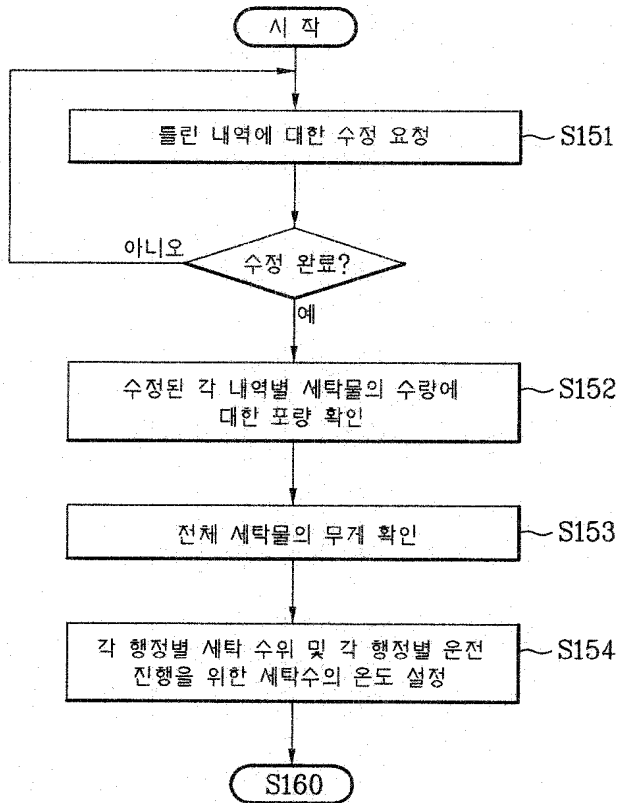 시 작
틀린 내역에 대한 수정 요청
S151
아니오
수정 완료?
예
수정된 각 내역별 세탁물의 수량에
대한 포량 확인
S152
전체 세탁물의 무게 확인
S153
각 행정별 세탁 수위 및 각 행정별 운전
진행을 위한 세탁수의 온도 설정
S154
S160